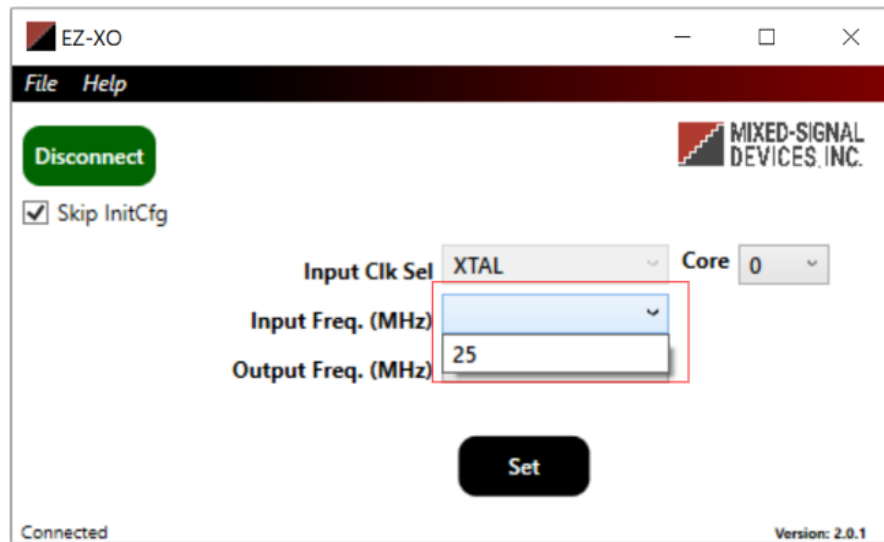 EZ-XO
File Help
Disconnect
MIXED-SIGNAL
DEVICES, INC.
Skip InitCfg
Input Clk Sel XTAL Core 0
Input Freq. (MHz)
25
Output Freq. (MHz)
Set
Connected Version: 2.0.1